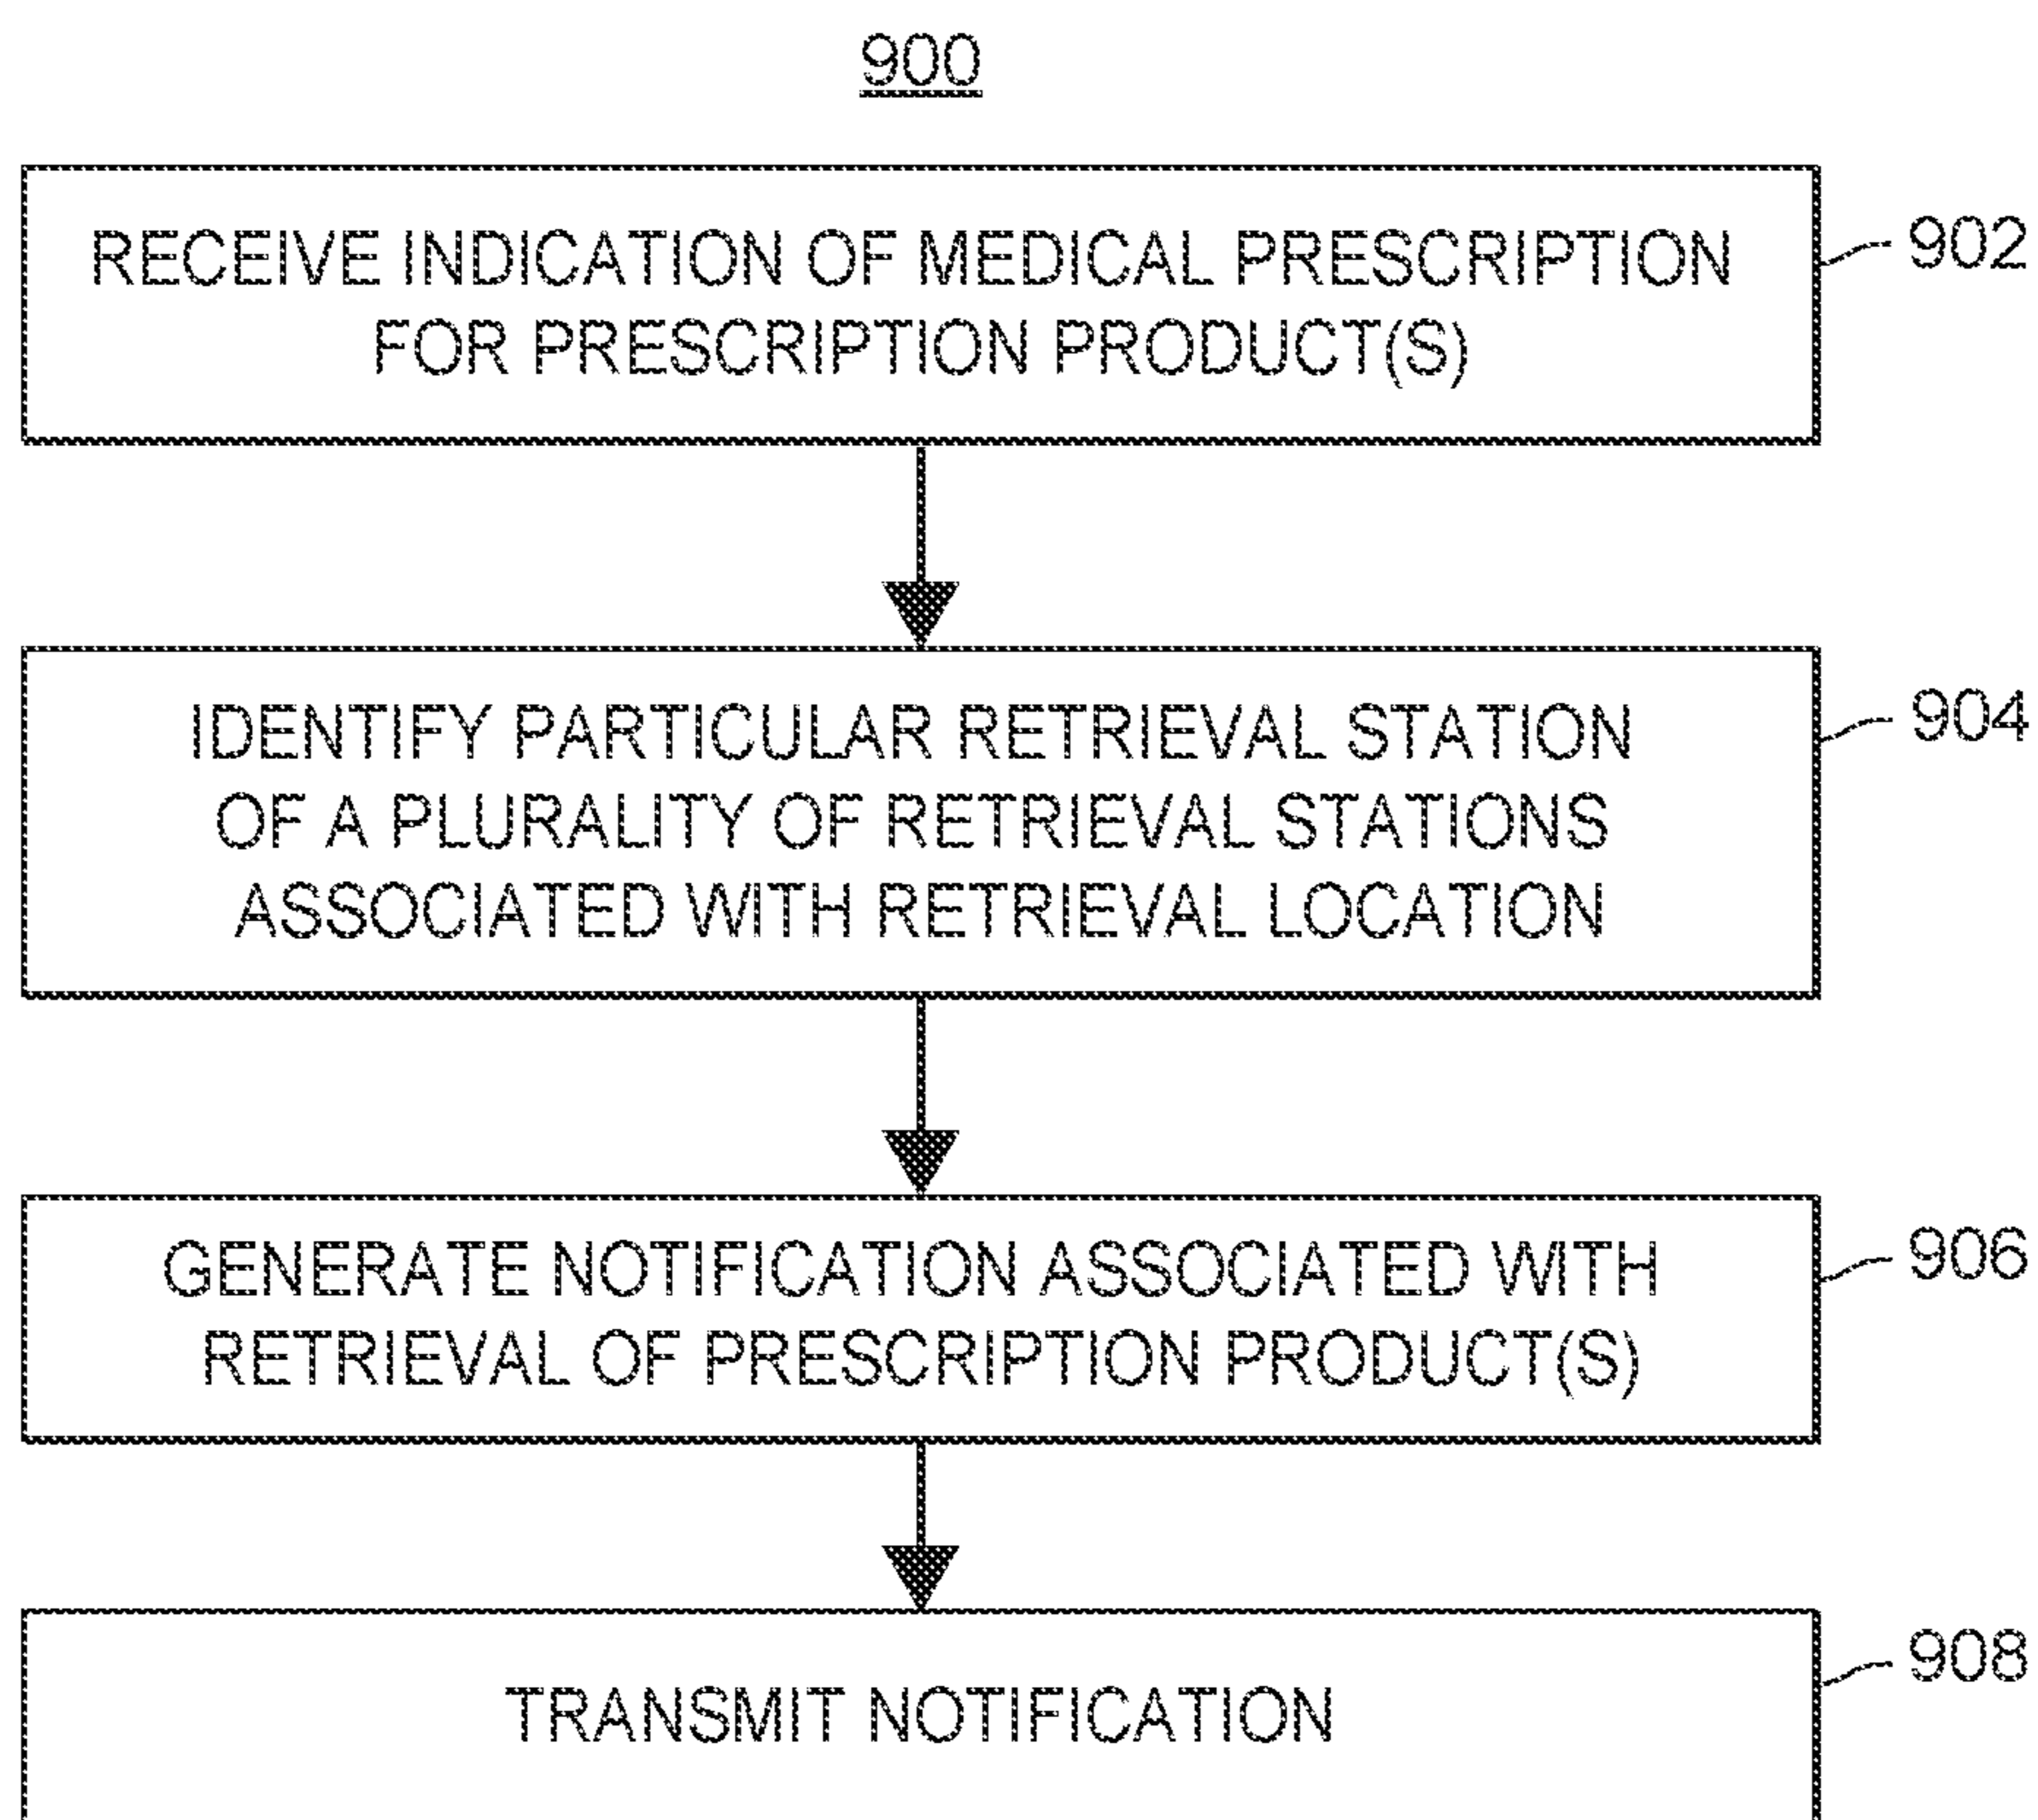 900
RECEIVE INDICATION OF MEDICAL PRESCRIPTION
FOR PRESCRIPTION PRODUCT(S)
902
IDENTIFY PARTICULAR RETRIEVAL STATION
OF A PLURALITY OF RETRIEVAL STATIONS
ASSOCIATED WITH RETRIEVAL LOCATION
904
GENERATE NOTIFICATION ASSOCIATED WITH
RETRIEVAL OF PRESCRIPTION PRODUCT(S)
906
TRANSMIT NOTIFICATION
908